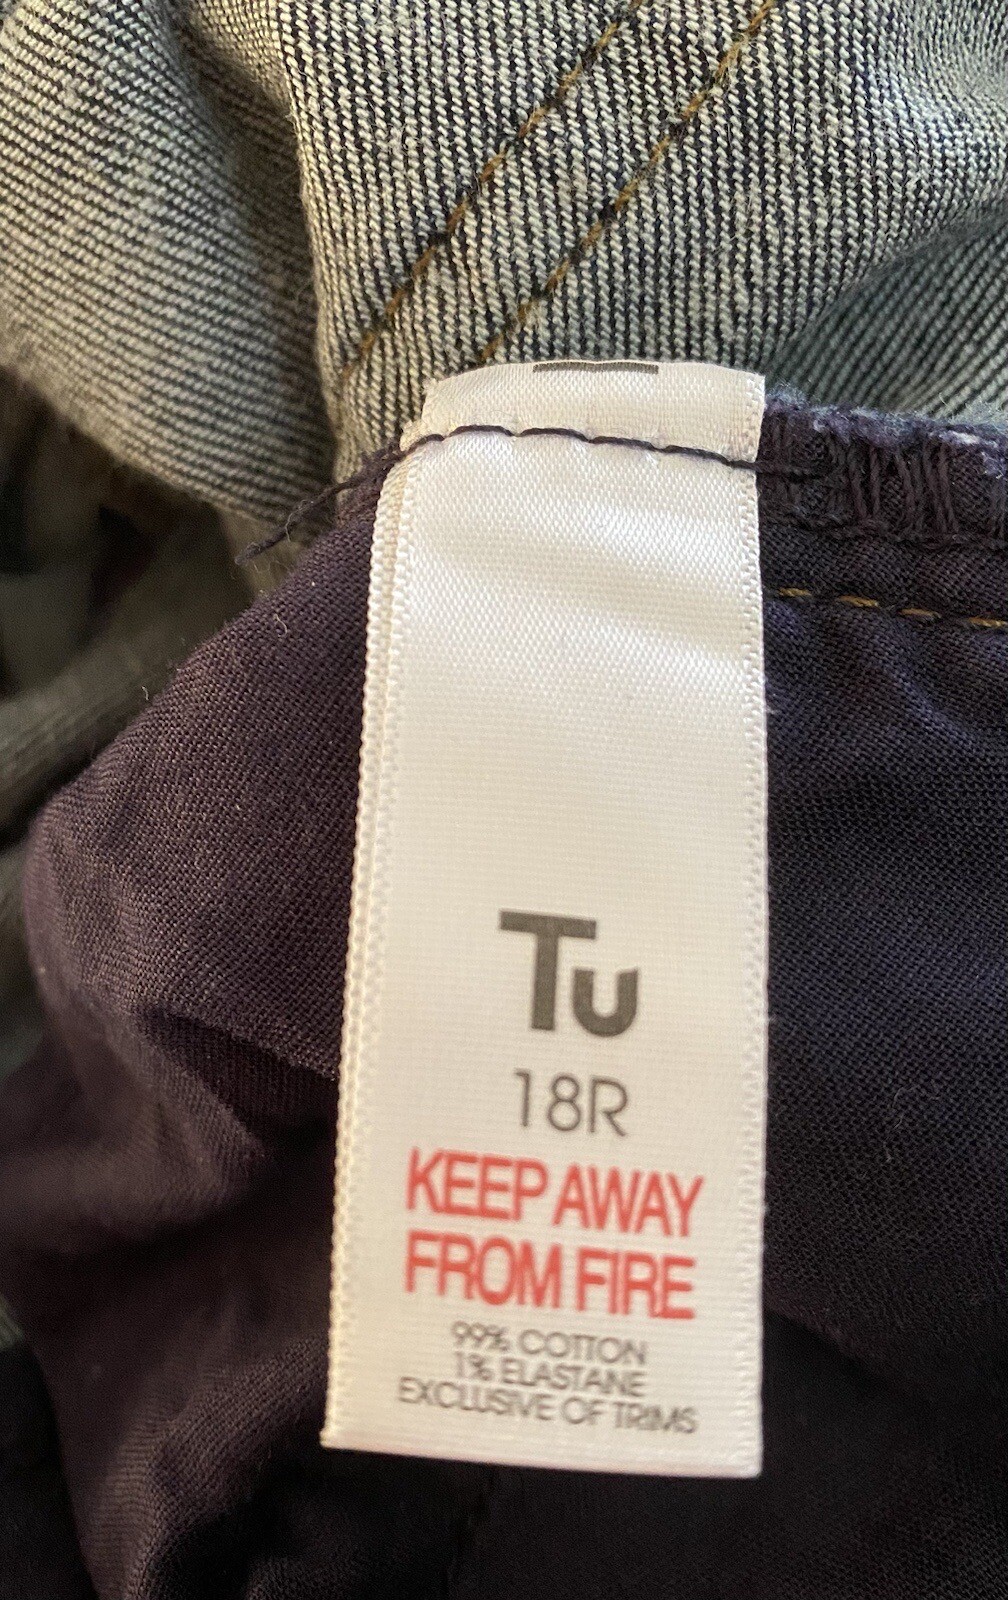 Tu
18R
KEEP AWAY
FROM FIRE
99% COTTON
1% ELASTANE
EXCLUSIVE OF TRIMS